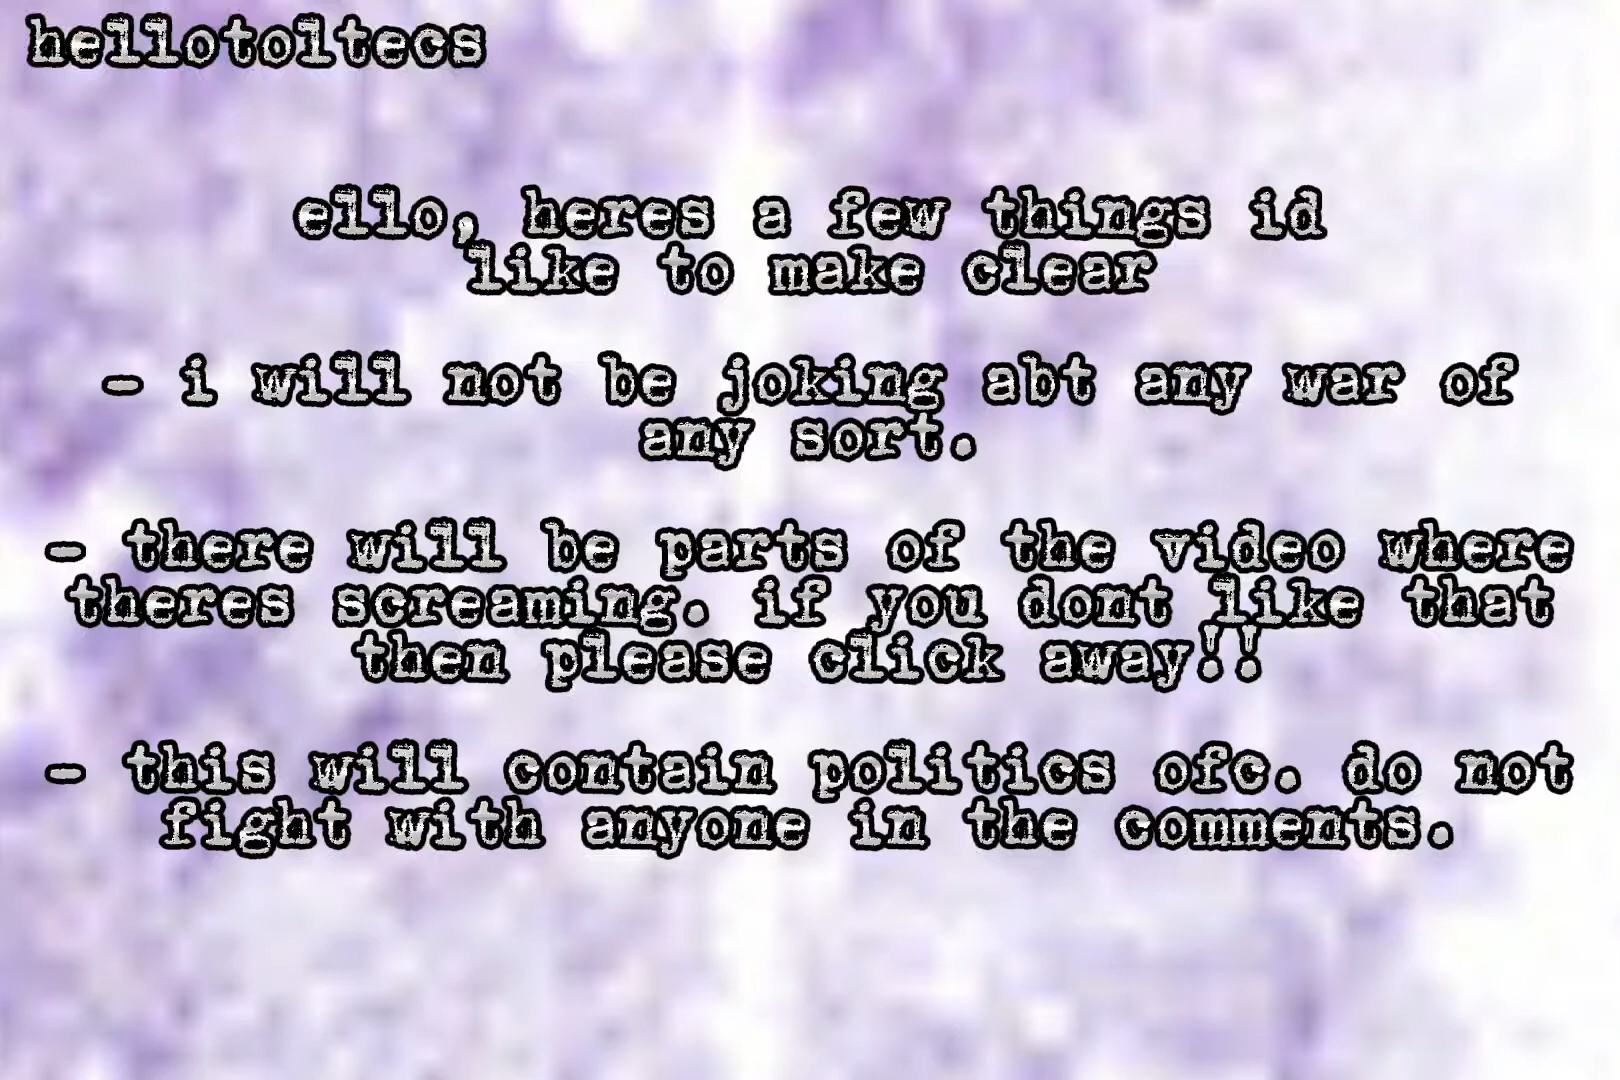 hellotoltecs
ello, heres a few things id
like to make clear
- i will not be joking abt any war of
any sort.
- there will be parts of the video where
theres screaming. if you dont like that
then please click away!!
- this will contain politics ofc. do not
fight with anyone in the comments.